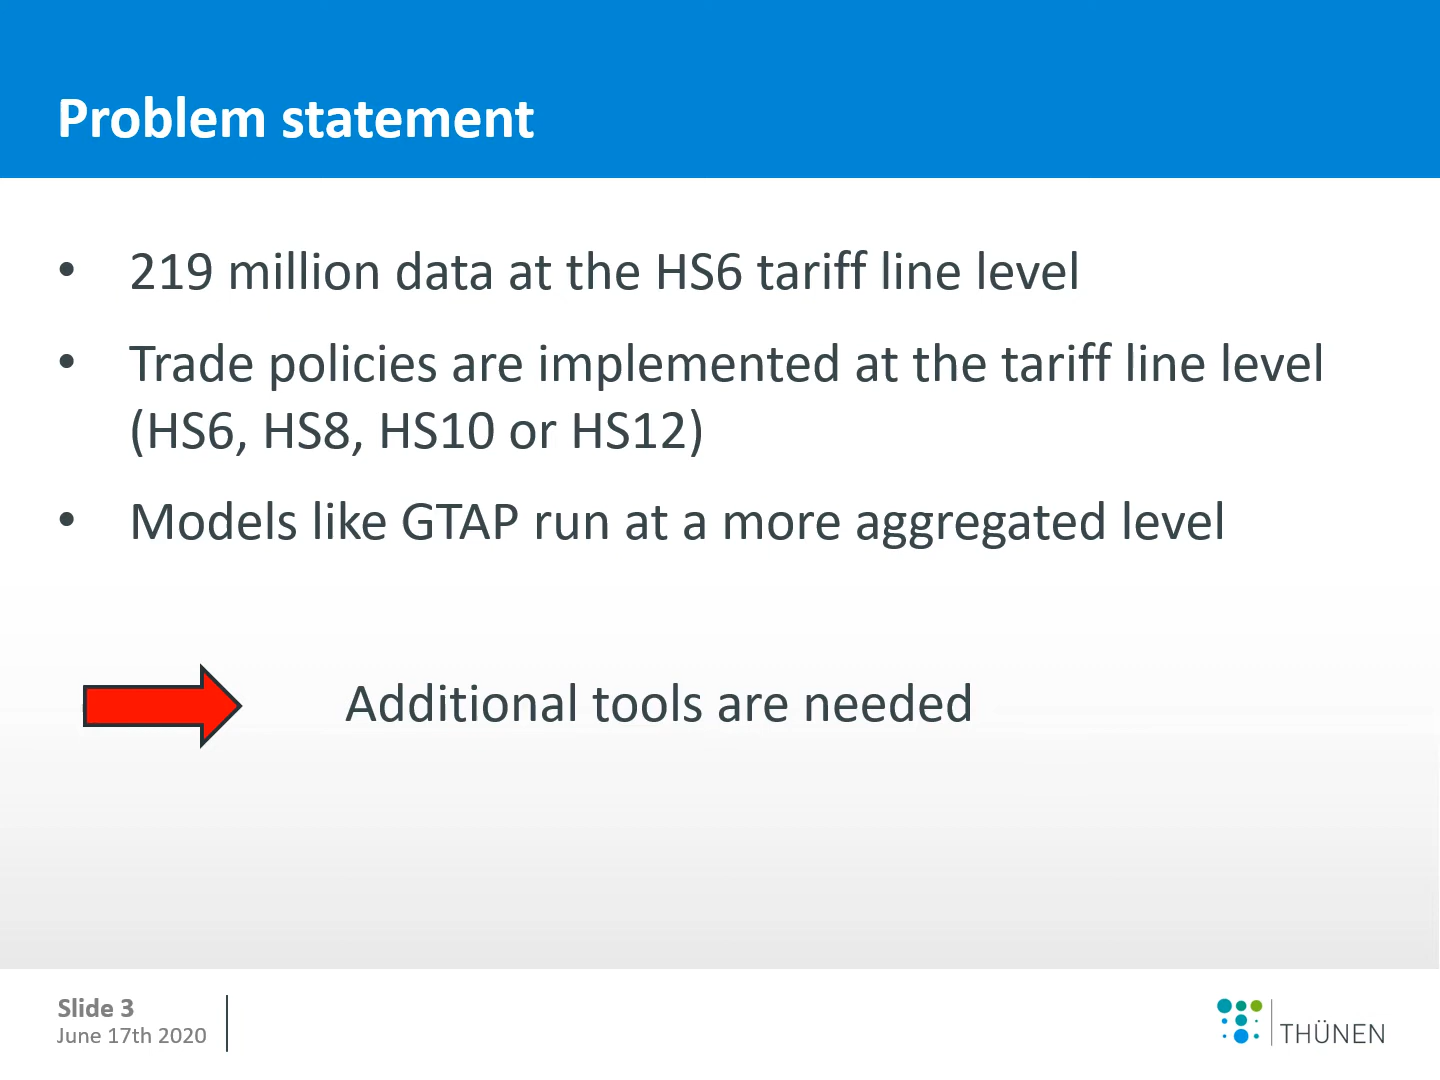 Problem statement
• 219 million data at the HS6 tariff line level
• Trade policies are implemented at the tariff line level
(HS6, HS8, HS10 or HS12)
• Models like GTAP run at a more aggregated level
Additional tools are needed
Slide 3
June 17th 2020
THÜNEN